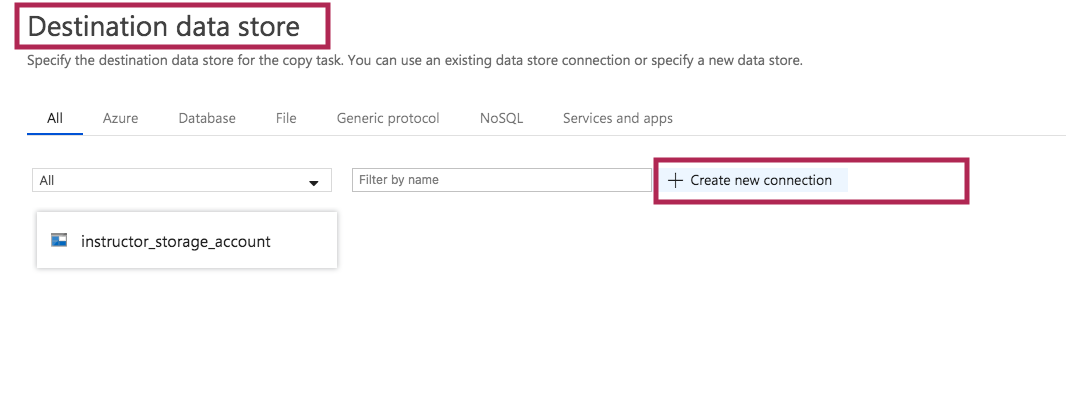 Destination data store
Specify the destination data store for the copy task. You can use an existing data store connection or specify a new data store.
All Azure Database File Generic protocol NoSQL Services and apps
All Filter by name + Create new connection
instructor_storage_account